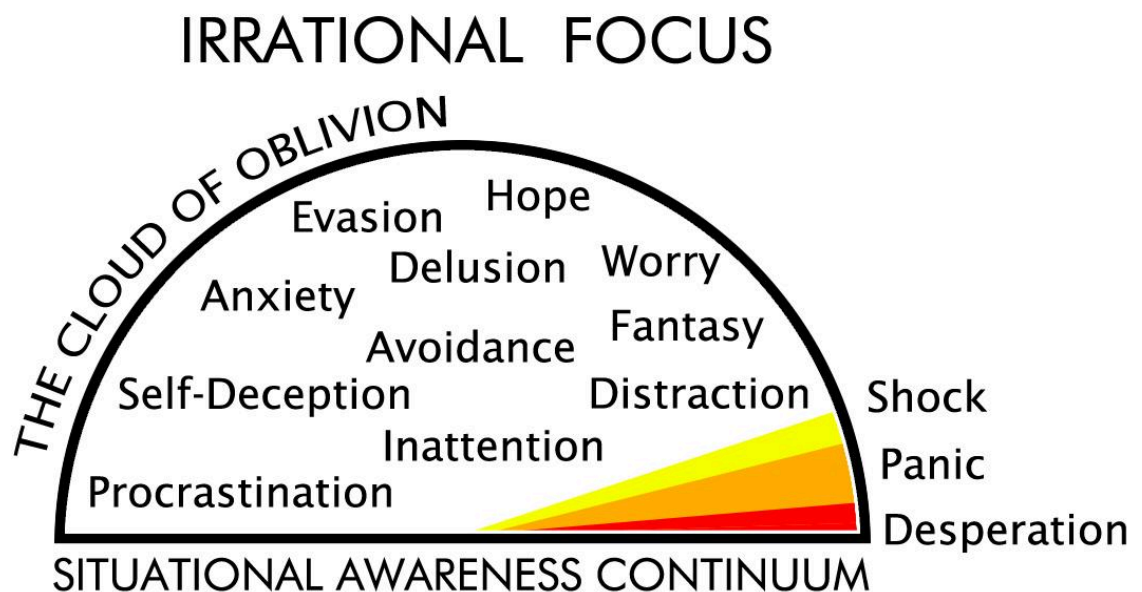 IRRATIONAL FOCUS
THE CLOUD OF OBLIVION
Hope
Evasion
Delusion
Worry
Anxiety
Fantasy
Avoidance
Self-Deception
Distraction
Shock
Inattention
Panic
Procrastination
Desperation
SITUATIONAL AWARENESS CONTINUUM